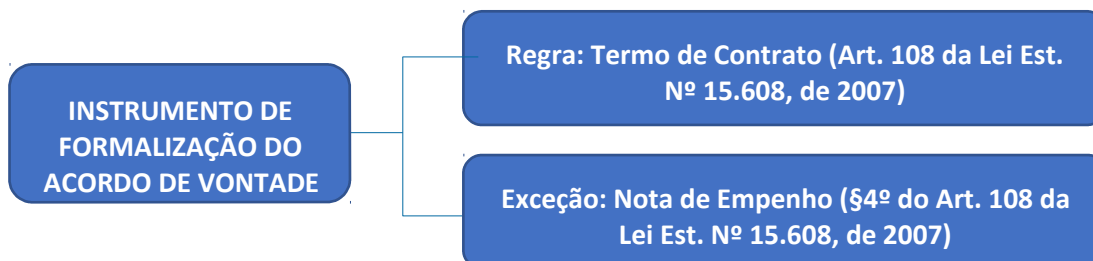 INSTRUMENTO DE
FORMALIZAÇÃO DO
ACORDO DE VONTADE
Regra: Termo de Contrato (Art. 108 da Lei Est.
Nº 15.608, de 2007)
Exceção: Nota de Empenho (§4º do Art. 108 da
Lei Est. Nº 15.608, de 2007)